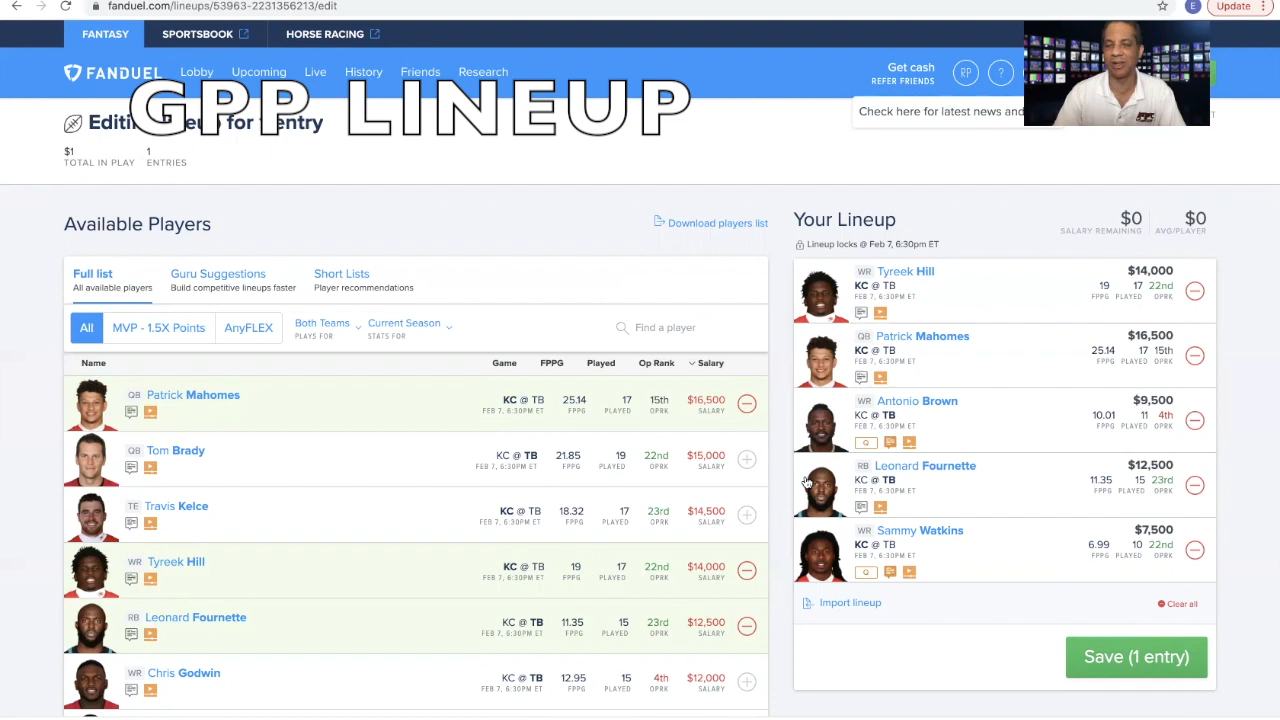 fanduel.com/lineups/53963-2231356213/edit
E
Update
FANTASY
SPORTSBOOK
HORSE RACING
FANDUEL
Lobby
Upcoming
Live
History
Friends
Research
Get cash
REFER FRIENDS
RP
?
GPP LINEUP
Check here for latest news and
$1
TOTAL IN PLAY
1
ENTRIES
Available Players
Download players list
Full list
All available players
Guru Suggestions
Build competitive lineups faster
Short Lists
Player recommendations
All
MVP - 1.5X Points
AnyFLEX
Both Teams
PLAYS FOR
Current Season
STATS FOR
Find a player
Name Game FPPG Played Op Rank Salary
QB Patrick Mahomes
KC @ TB 25.14 17 15th $16,500
FEB 7, 6:30PM ET FPPG PLAYED OPRK SALARY
QB Tom Brady
KC @ TB 21.85 19 22nd $15,000
FEB 7, 6:30PM ET FPPG PLAYED OPRK SALARY
TE Travis Kelce
KC @ TB 18.32 17 23rd $14,500
FEB 7, 6:30PM ET FPPG PLAYED OPRK SALARY
WR Tyreek Hill
KC @ TB 19 17 22nd $14,000
FEB 7, 6:30PM ET FPPG PLAYED OPRK SALARY
RB Leonard Fournette
KC @ TB 11.35 15 23rd $12,500
FEB 7, 6:30PM ET FPPG PLAYED OPRK SALARY
WR Chris Godwin
KC @ TB 12.95 15 4th $12,000
FEB 7, 6:30PM ET FPPG PLAYED OPRK SALARY
Your Lineup
$0
SALARY REMAINING
$0
AVG/PLAYER
Lineup locks @ Feb 7, 6:30pm ET
WR Tyreek Hill $14,000
KC @ TB 19 17 22nd
FEB 7, 6:30PM ET FPPG PLAYED OPRK
QB Patrick Mahomes $16,500
KC @ TB 25.14 17 15th
FEB 7, 6:30PM ET FPPG PLAYED OPRK
WR Antonio Brown $9,500
KC @ TB 10.01 11 4th
FEB 7, 6:30PM ET FPPG PLAYED OPRK
Q
RB Leonard Fournette $12,500
KC @ TB 11.35 15 23rd
FEB 7, 6:30PM ET FPPG PLAYED OPRK
WR Sammy Watkins $7,500
KC @ TB 6.99 10 22nd
FEB 7, 6:30PM ET FPPG PLAYED OPRK
Q
Import lineup
Clear all
Save (1 entry)